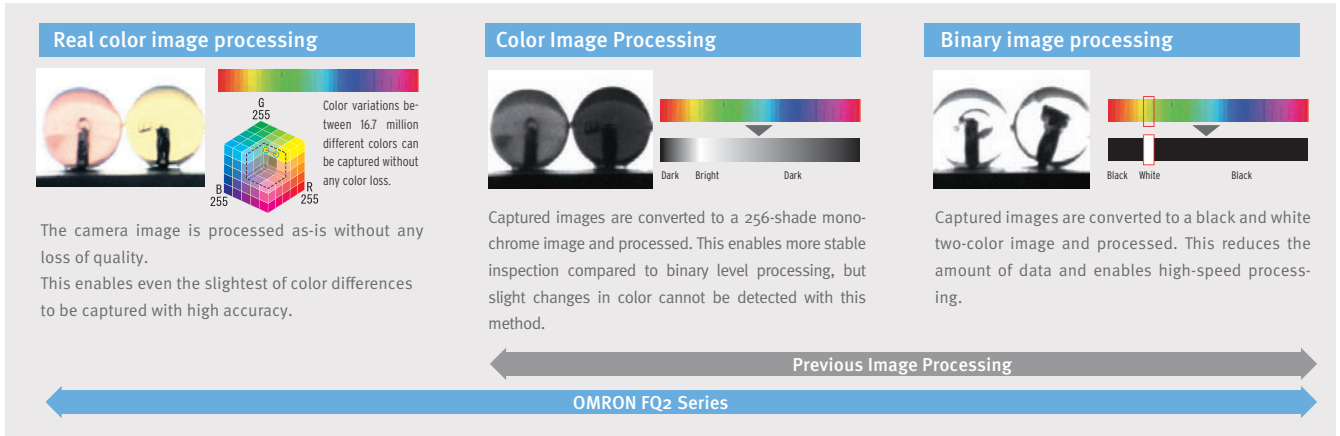 Real color image processing
G
255
B
255
R
255
Color variations be-
tween 16.7 million
different colors can
be captured without
any color loss.
The camera image is processed as-is without any
loss of quality.
This enables even the slightest of color differences
to be captured with high accuracy.
Color Image Processing
Dark Bright Dark
Captured images are converted to a 256-shade mono-
chrome image and processed. This enables more stable
inspection compared to binary level processing, but
slight changes in color cannot be detected with this
method.
Binary image processing
Black White Black
Captured images are converted to a black and white
two-color image and processed. This reduces the
amount of data and enables high-speed process-
ing.
Previous Image Processing
OMRON FQ2 Series